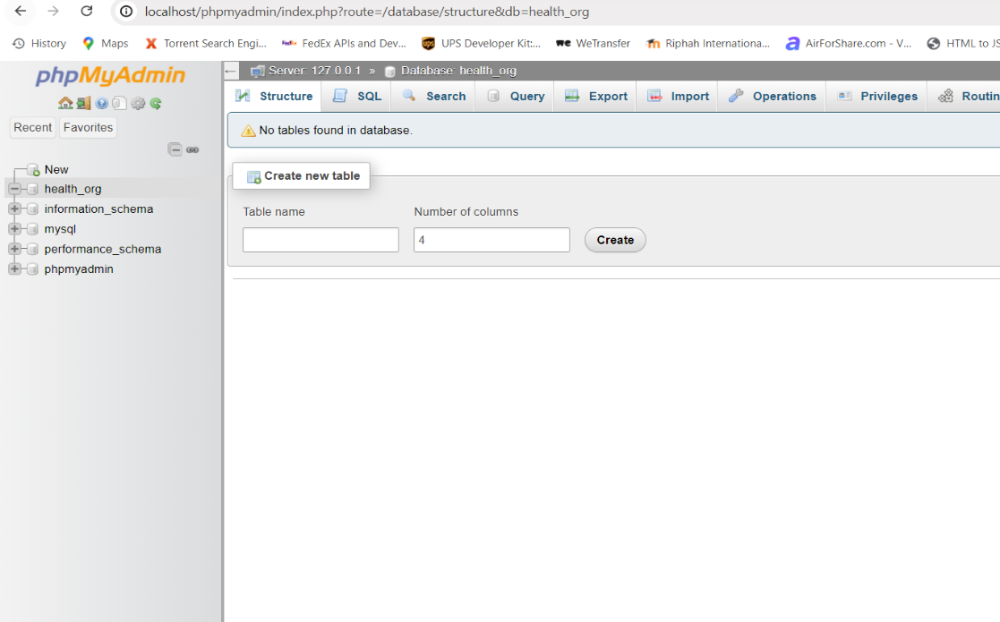 localhost/phpmyadmin/index.php?route=/database/structure&db=health_org
History Maps Torrent Search Engi... FedEx FedEx APIs and Dev... ups UPS Developer Kit:... we WeTransfer Riphah Internationa... a AirForShare.com - V... HTML to JS
phpMyAdmin
Server: 127.0.0.1 » Database: health_org
Structure SQL Search Query Export Import Operations Privileges Routin
Recent Favorites
No tables found in database.
New
health_org
information_schema
mysql
performance_schema
phpmyadmin
Create new table
Table name Number of columns
4 Create